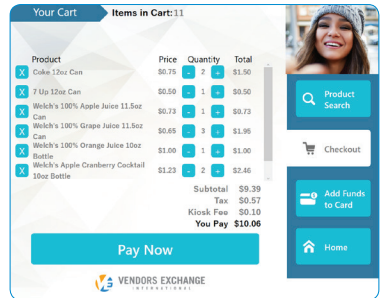 Your Cart Items in Cart:11
Product Price Quantity Total
X Coke 12oz Can $0.75 - 2 + $1.50
X 7 Up 12oz Can $0.50 - 1 + $0.50
X Welch's 100% Apple Juice 11.5oz Can $0.73 - 1 + $0.73
X Welch's 100% Grape Juice 11.5oz Can $0.65 - 3 + $1.95
X Welch's 100% Orange Juice 10oz Bottle $1.00 - 1 + $1.00
X Welch's Apple Cranberry Cocktail 10oz Bottle $1.23 - 2 + $2.46
Subtotal $9.39
Tax $0.57
Kiosk Fee $0.10
You Pay $10.06
Pay Now
VENDORS EXCHANGE
INTERNATIONAL
Product
Search
Checkout
Add Funds
to Card
Home